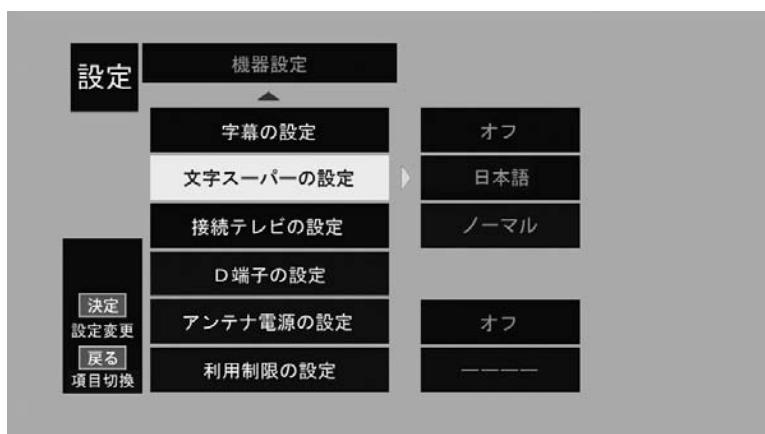 設定
機器設定
字幕の設定 オフ
文字スーパーの設定 日本語
接続テレビの設定 ノーマル
D端子の設定
アンテナ電源の設定 オフ
利用制限の設定 ————
決定
設定変更
戻る
項目切換